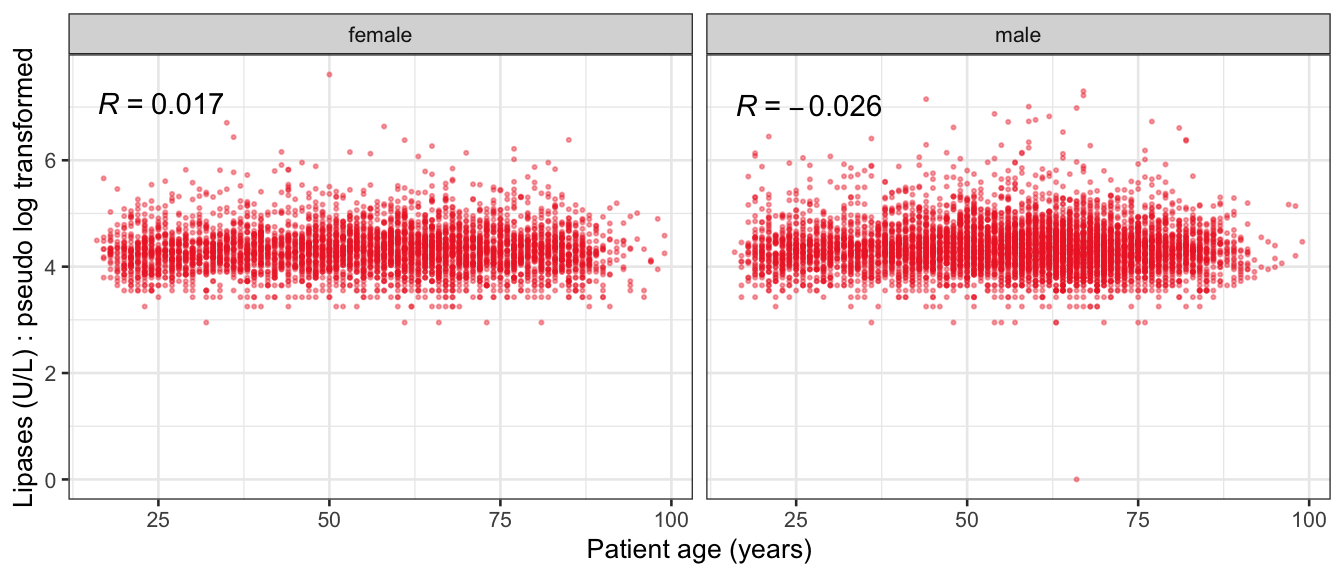 female
male
R = 0.017
R = −0.026
Lipases (U/L) : pseudo log transformed
6
4
2
0
25 50 75 100
25 50 75 100
Patient age (years)